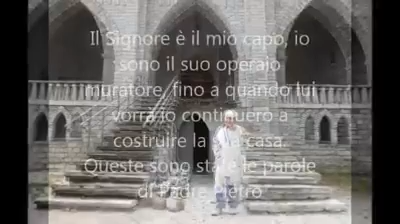 Il Signore è il mio capo, io
sono il suo operaio
muratore, fino a quando lui
vorrà io continuerò a
costruire la sua casa.
Queste sono state le parole
di Padre Pietro